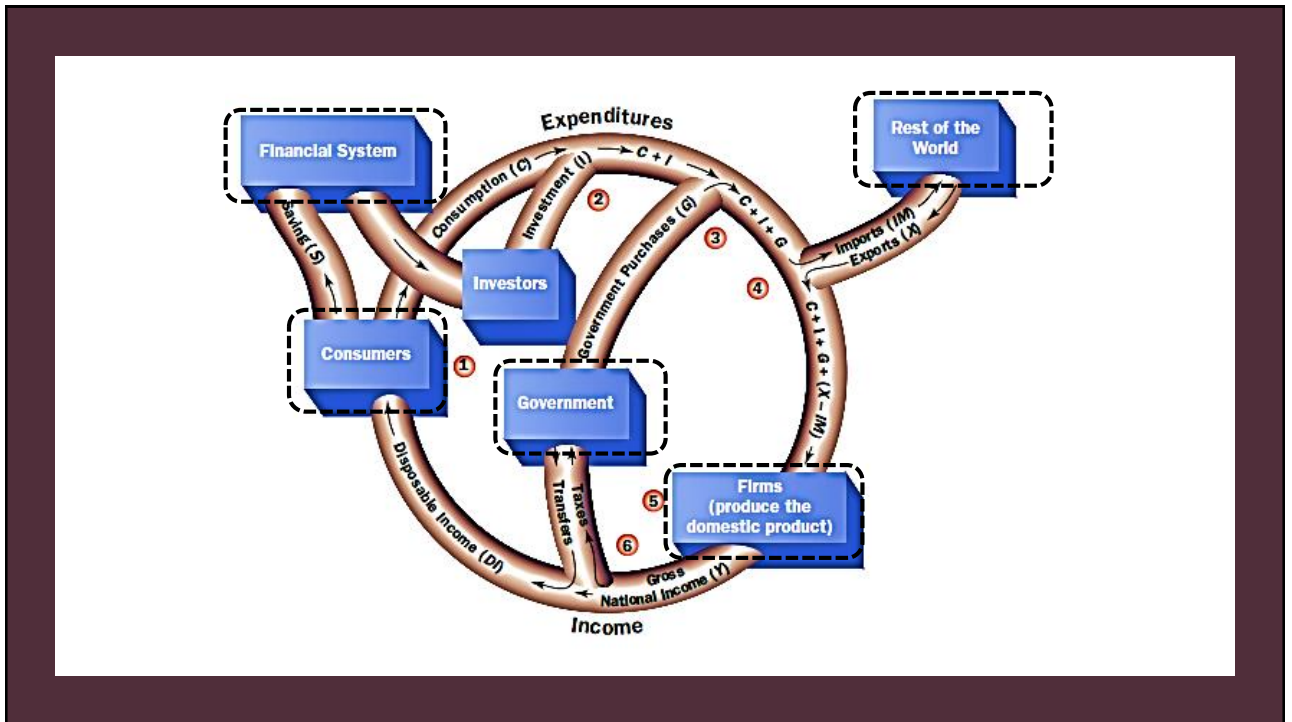 Expenditures
Financial System
Rest of the
World
Consumption (C)
Investment (I)
C + I
C + I + G
Saving (S)
2
Government Purchases (G)
3
Imports (IM)
Exports (X)
4
Investors
C + I + G + (X – IM)
Consumers
1
Government
Disposable Income (DI)
Transfers
Taxes
5
Firms
(produce the
domestic product)
6
Gross
National Income (Y)
Income